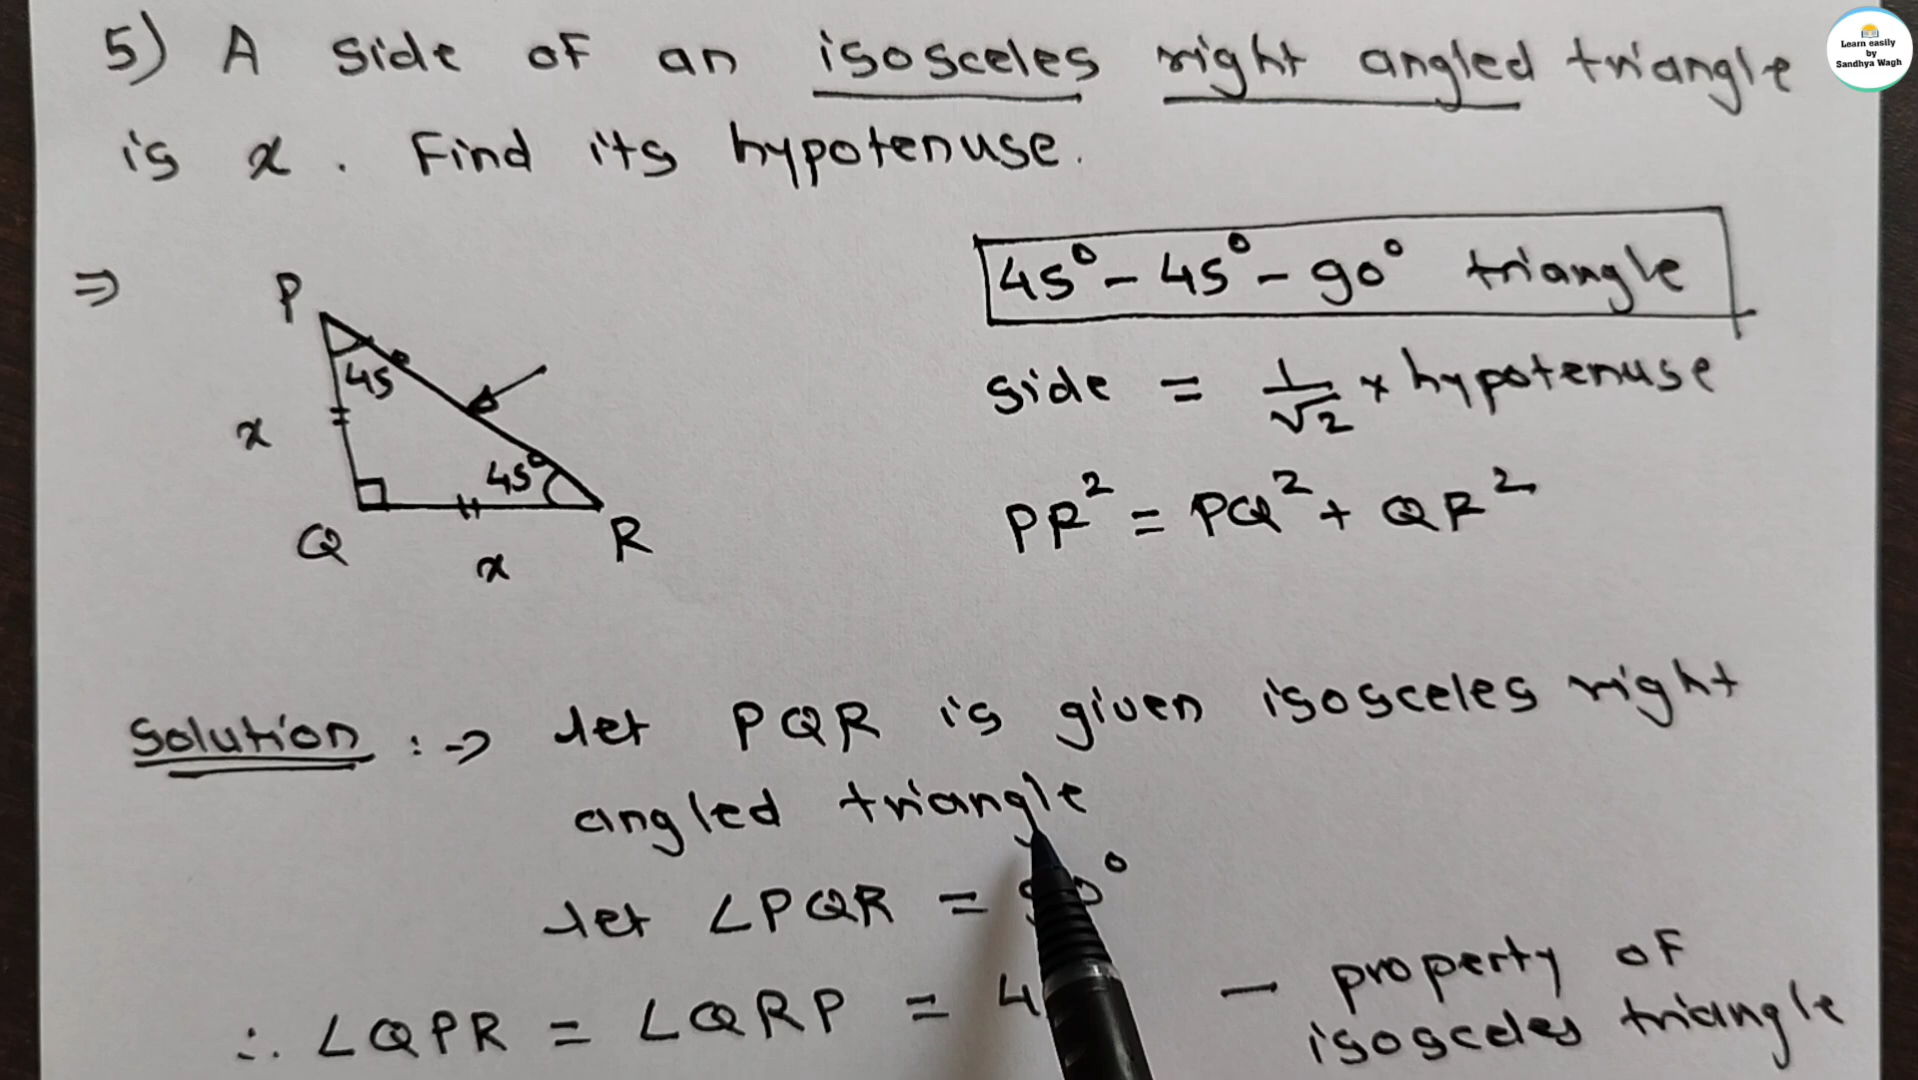 5) A side of an isosceles right angled triangle
is x. Find its hypotenuse.
⇒
P
45
x
45°
Q
R
x
45° - 45° - 90° triangle
side = 1/√2 × hypotenuse
PR² = PQ² + QR²
Solution :→ let PQR is given isosceles right
angled triangle
let ∠PQR = °
∴ ∠QPR = ∠QRP = 4 — property of
isosceles triangle
Learn easily
by
Sandhya Wagh